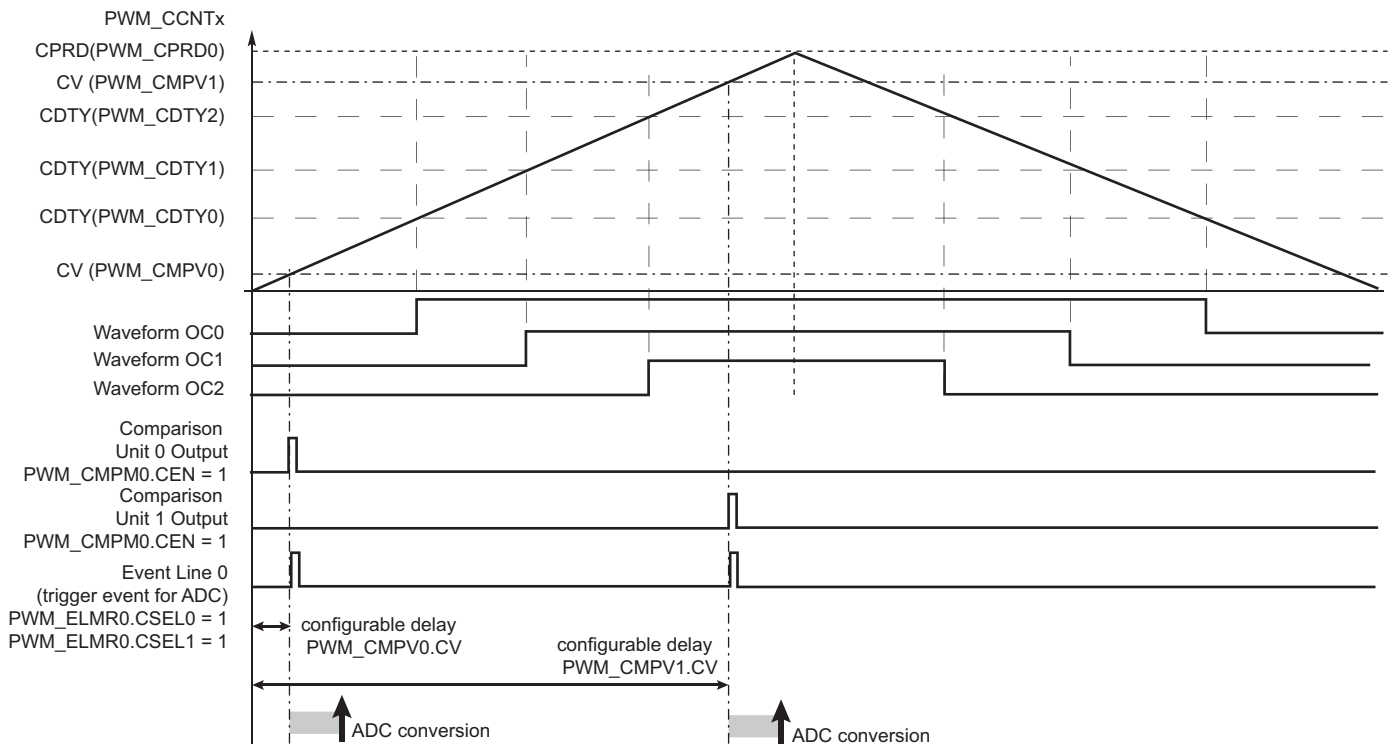 PWM_CCNTx
CPRD(PWM_CPRD0)
CV (PWM_CMPV1)
CDTY(PWM_CDTY2)
CDTY(PWM_CDTY1)
CDTY(PWM_CDTY0)
CV (PWM_CMPV0)
Waveform OC0
Waveform OC1
Waveform OC2
Comparison
Unit 0 Output
PWM_CMPM0.CEN = 1
Comparison
Unit 1 Output
PWM_CMPM0.CEN = 1
Event Line 0
(trigger event for ADC)
PWM_ELMR0.CSEL0 = 1
PWM_ELMR0.CSEL1 = 1
configurable delay
PWM_CMPV0.CV
configurable delay
PWM_CMPV1.CV
ADC conversion
ADC conversion